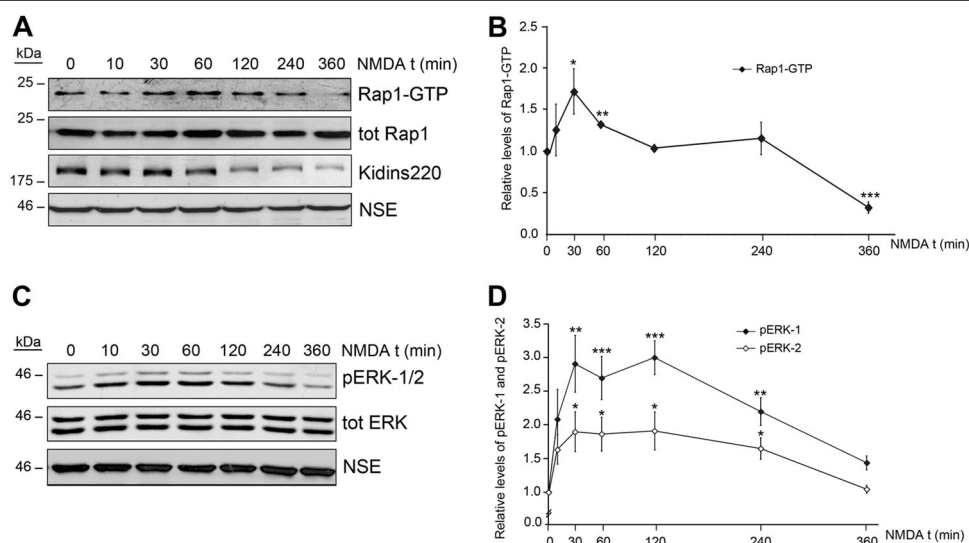 A
kDa
0 10 30 60 120 240 360 NMDA t (min)
25 Rap1-GTP
25 tot Rap1
175 Kidins220
46 NSE
B
Relative levels of Rap1-GTP
2.5
2.0
1.5
1.0
0.5
0.0
Rap1-GTP
*
**
***
0 30 60 120 240 360 NMDA t (min)
C
kDa
0 10 30 60 120 240 360 NMDA t (min)
46 pERK-1/2
46 tot ERK
46 NSE
D
Relative levels of pERK-1 and pERK-2
3.5
3.0
2.5
2.0
1.5
1.0
0.0
pERK-1
pERK-2
** *** *** **
* * * *
0 30 60 120 240 360 NMDA t (min)